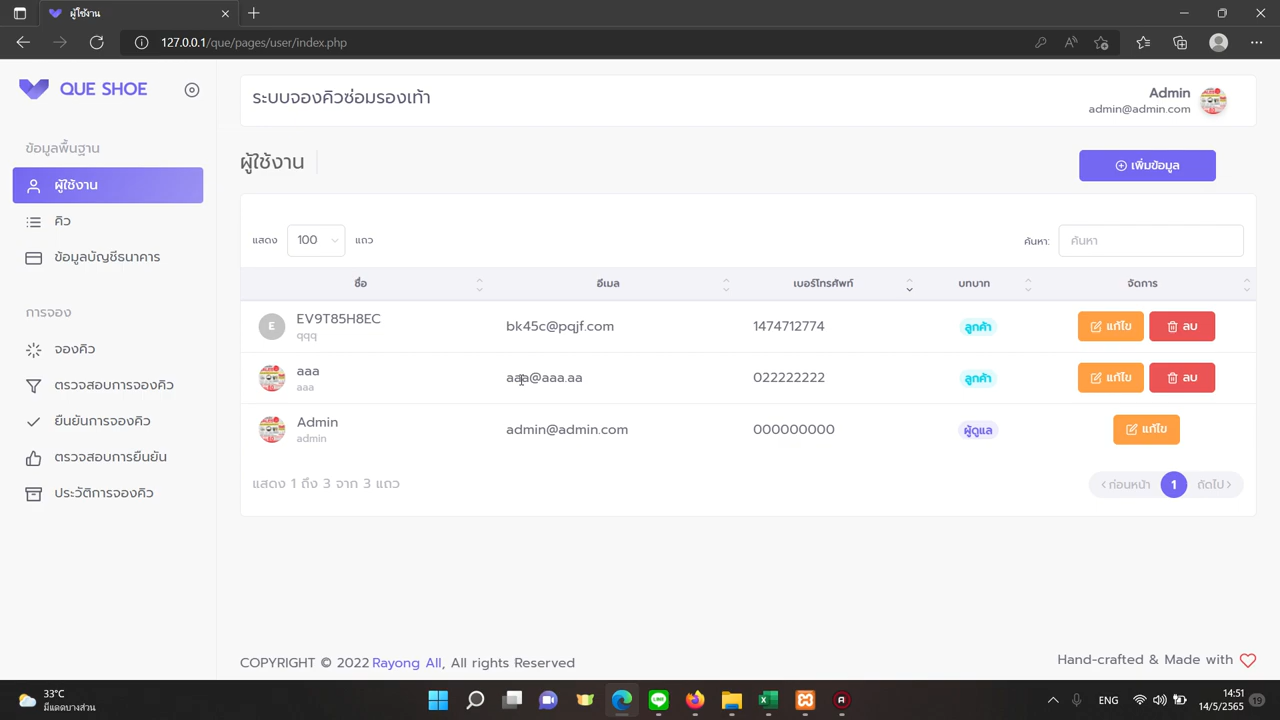 ผู้ใช้งาน
127.0.0.1/que/pages/user/index.php
QUE SHOE
ระบบจองคิวซ่อมรองเท้า
Admin
admin@admin.com
ข้อมูลพื้นฐาน
ผู้ใช้งาน
คิว
ข้อมูลบัญชีธนาคาร
การจอง
จองคิว
ตรวจสอบการจองคิว
ยืนยันการจองคิว
ตรวจสอบการยืนยัน
ประวัติการจองคิว
ผู้ใช้งาน
เพิ่มข้อมูล
แสดง 100 แถว
ค้นหา: ค้นหา
ชื่อ อีเมล เบอร์โทรศัพท์ บทบาท จัดการ
E EV9T85H8EC bk45c@pqjf.com 1474712774 ลูกค้า แก้ไข ลบ
qqq
aaa aaa@aaa.aa 022222222 ลูกค้า แก้ไข ลบ
aaa
Admin admin@admin.com 000000000 ผู้ดูแล แก้ไข
admin
แสดง 1 ถึง 3 จาก 3 แถว
ก่อนหน้า 1 ถัดไป
COPYRIGHT © 2022 Rayong All, All rights Reserved
Hand-crafted & Made with
33°C
มีแดดบางส่วน
ENG
14:51
14/5/2565
19